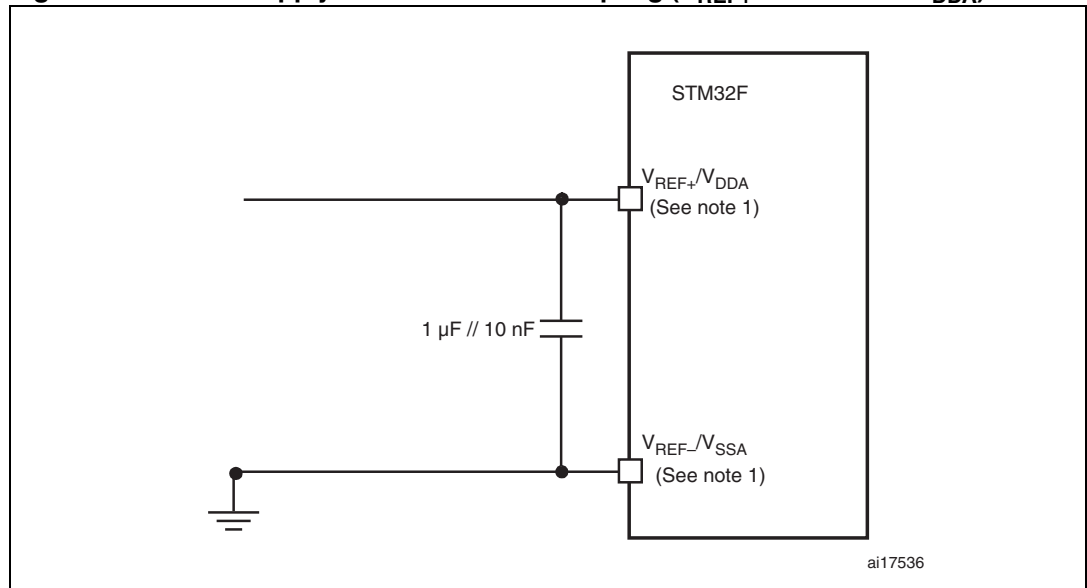 STM32F
VREF+/VDDA
(See note 1)
1 µF // 10 nF
VREF–/VSSA
(See note 1)
ai17536